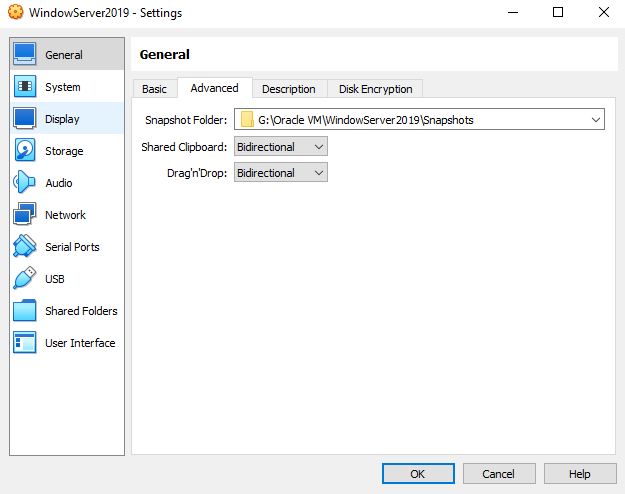 WindowServer2019 - Settings
General
System
Display
Storage
Audio
Network
Serial Ports
USB
Shared Folders
User Interface
General
Basic Advanced Description Disk Encryption
Snapshot Folder: G:\Oracle VM\WindowServer2019\Snapshots
Shared Clipboard: Bidirectional
Drag'n'Drop: Bidirectional
OK Cancel Help